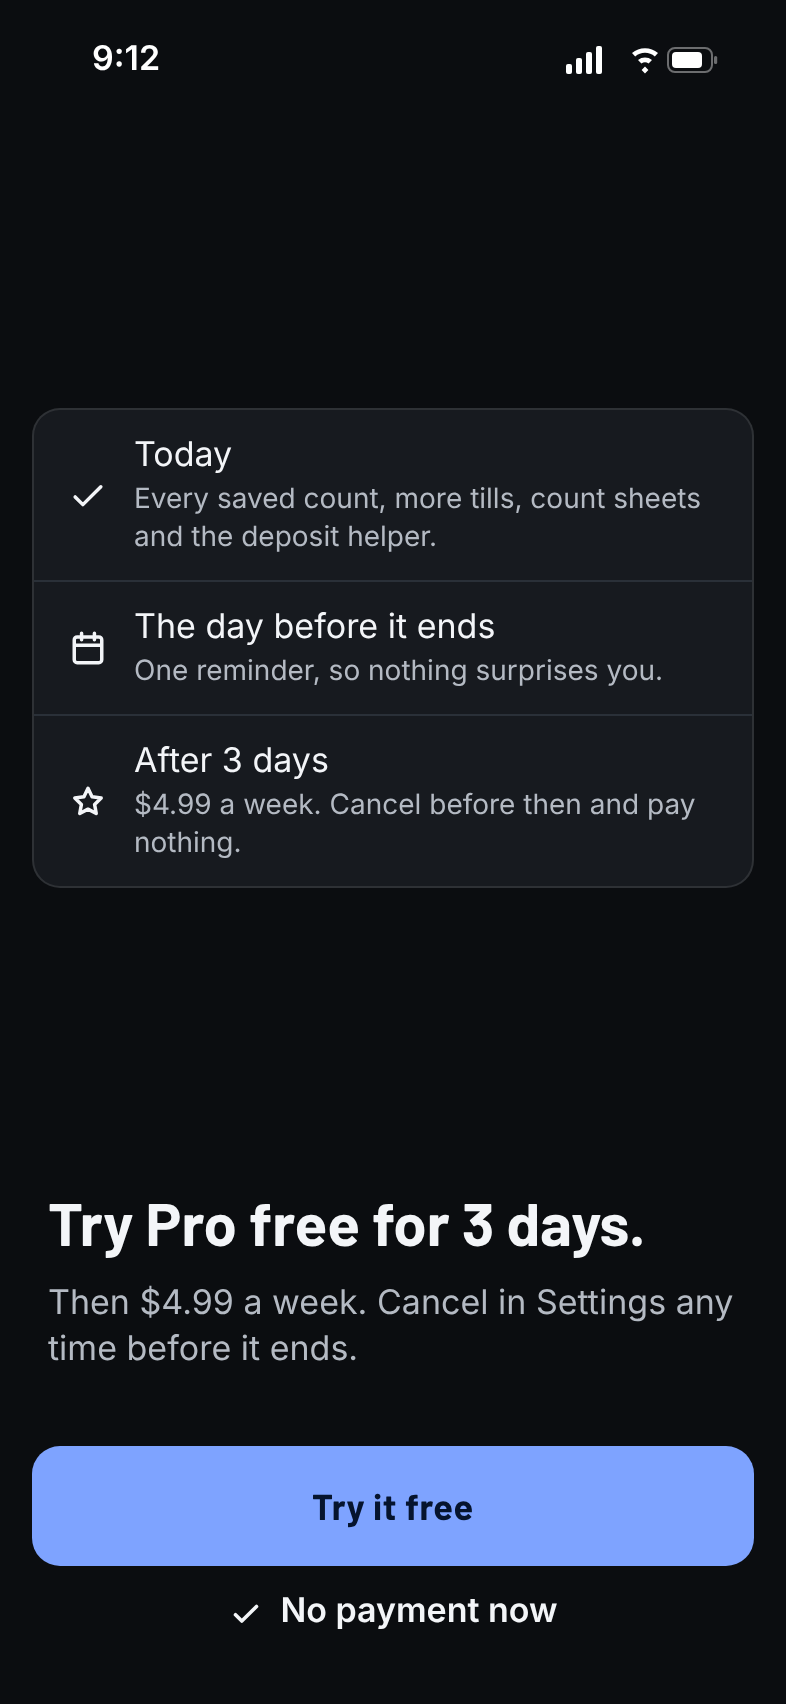 9:12
Today
Every saved count, more tills, count sheets
and the deposit helper.
The day before it ends
One reminder, so nothing surprises you.
After 3 days
$4.99 a week. Cancel before then and pay
nothing.
Try Pro free for 3 days.
Then $4.99 a week. Cancel in Settings any
time before it ends.
Try it free
No payment now